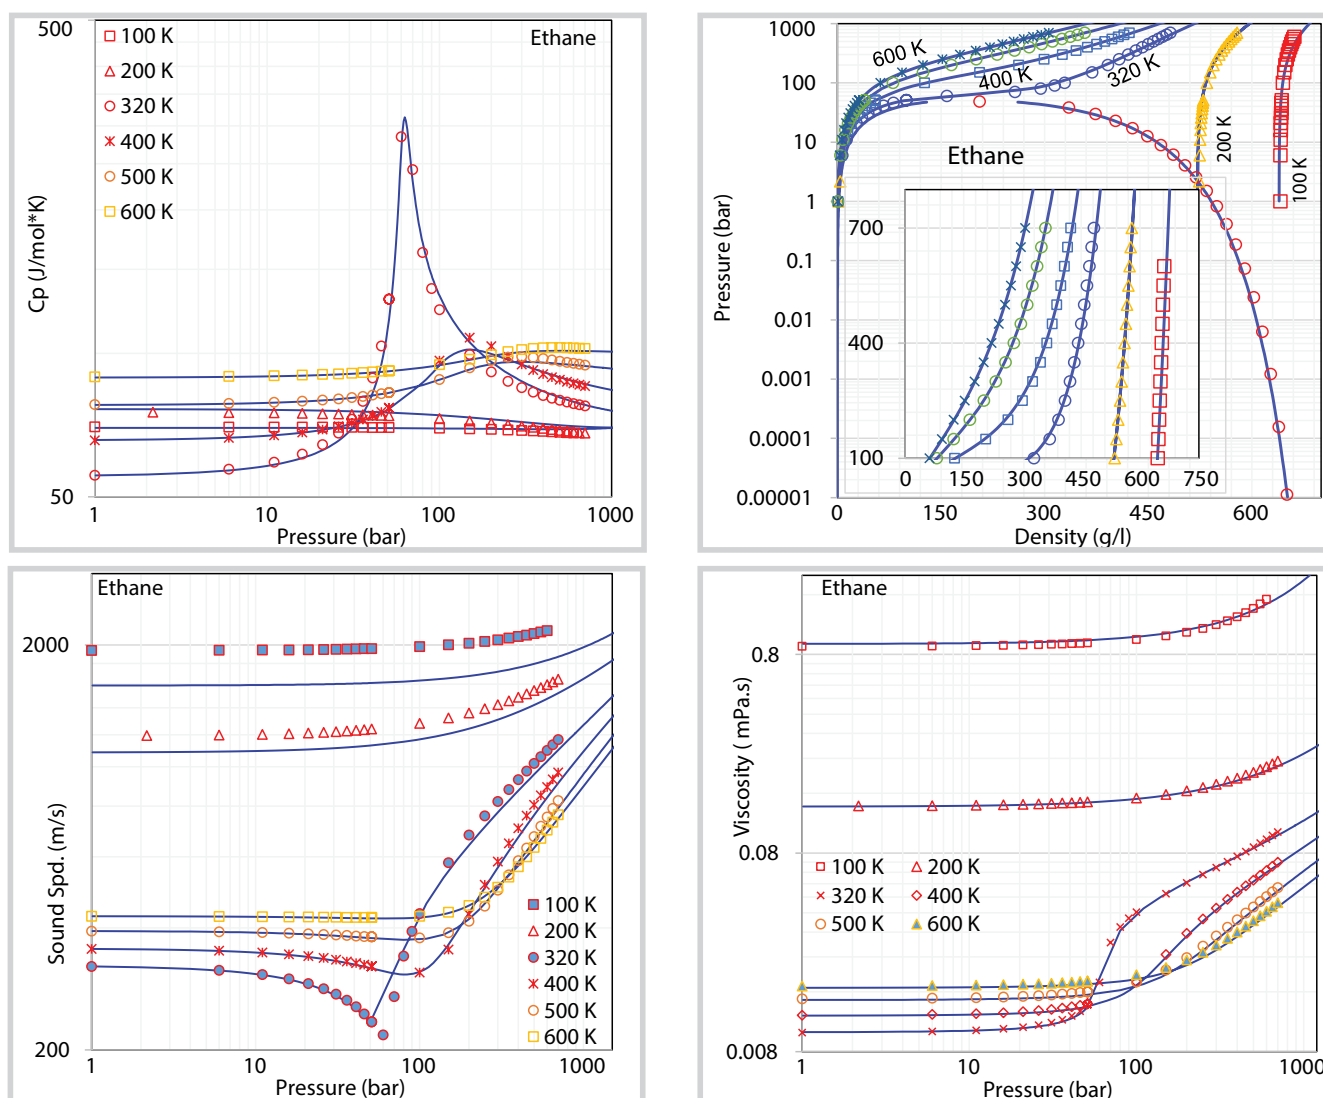 500
Ethane
100 K
200 K
320 K
400 K
500 K
600 K
Cp (J/mol*K)
50
1
10
100
1000
Pressure (bar)
1000
100
10
1
0.1
0.01
0.001
0.0001
0.00001
Pressure (bar)
600 K
400 K
320 K
200 K
100 K
Ethane
700
400
100
0
150
300
450
600
750
0
150
300
450
600
Density (g/l)
Ethane
2000
Sound Spd. (m/s)
200
100 K
200 K
320 K
400 K
500 K
600 K
1
10
100
1000
Pressure (bar)
Ethane
0.8
0.08
0.008
Viscosity ( mPa.s)
100 K
200 K
320 K
400 K
500 K
600 K
1
10
100
1000
Pressure (bar)